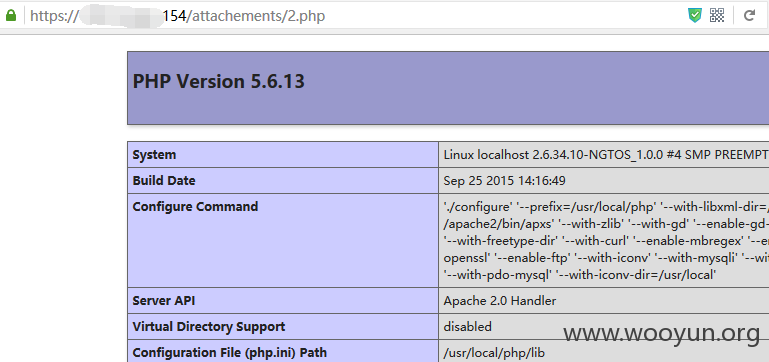 https:// 154/attachements/2.php
PHP Version 5.6.13
System Linux localhost 2.6.34.10-NGTOS_1.0.0 #4 SMP PREEMPT
Build Date Sep 25 2015 14:16:49
Configure Command './configure' '--prefix=/usr/local/php' '--with-libxml-dir=/
/apache2/bin/apxs' '--with-zlib' '--with-gd' '--enable-gd-
'--with-freetype-dir' '--with-curl' '--enable-mbregex' '--e
openssl' '--enable-ftp' '--with-iconv' '--with-mysqli' '--wit
'--with-pdo-mysql' '--with-iconv-dir=/usr/local'
Server API Apache 2.0 Handler
Virtual Directory Support disabled
Configuration File (php.ini) Path /usr/local/php/lib
www.wooyun.org